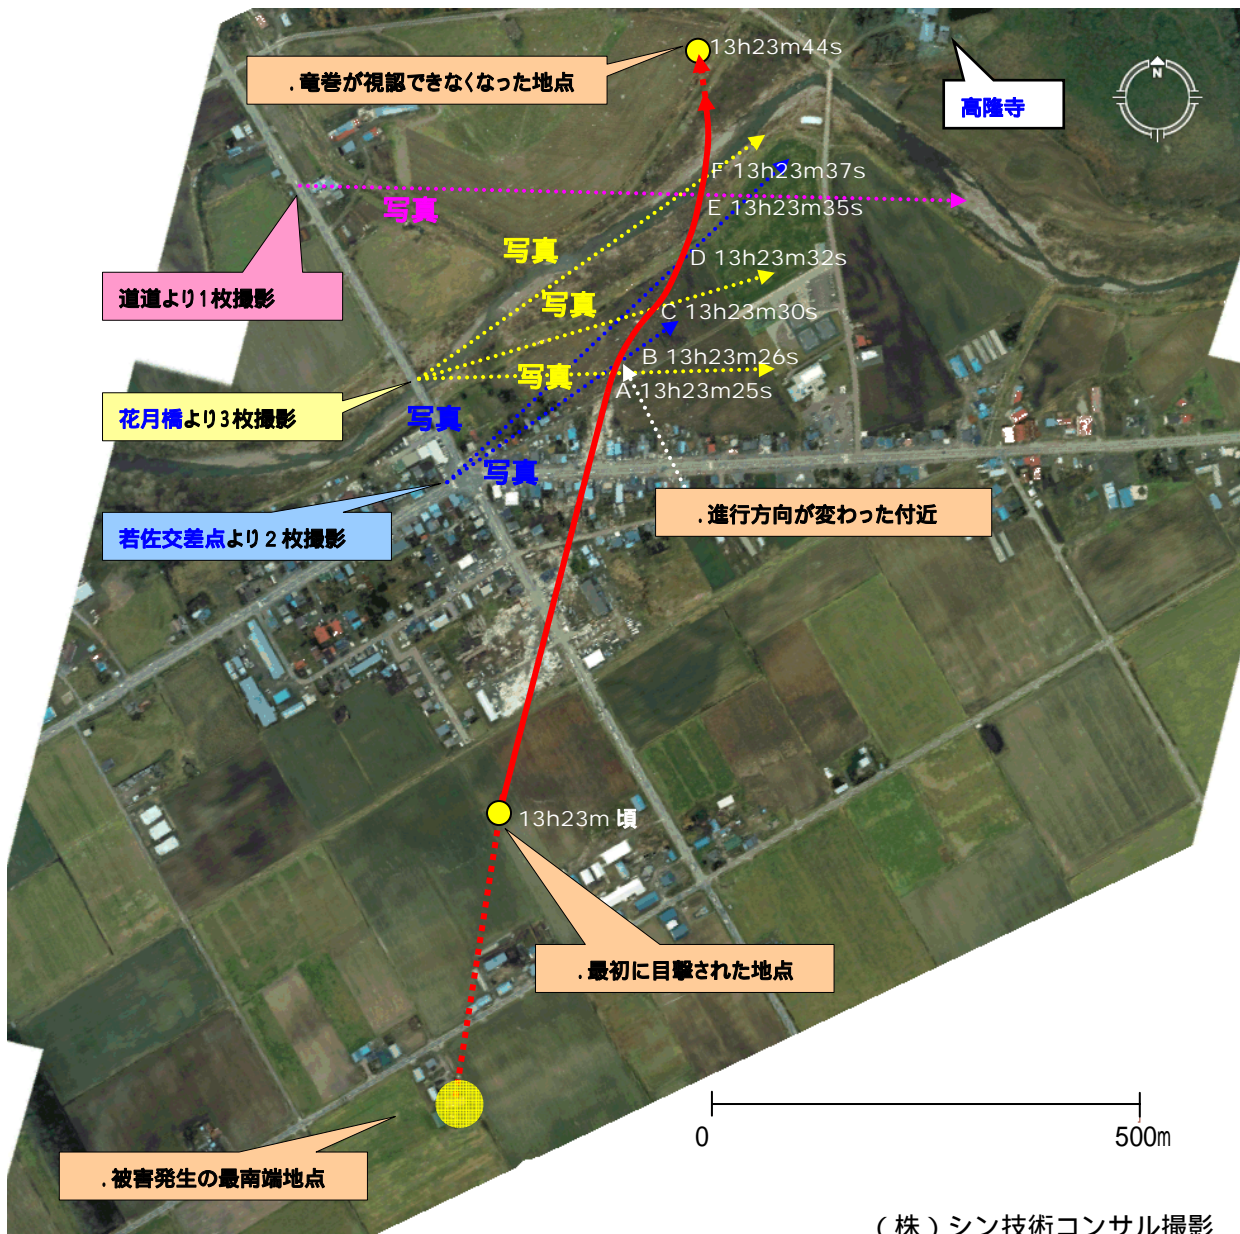 13h23m44s
.竜巻が視認できなくなった地点
N
高隆寺
F 13h23m37s
写真
E 13h23m35s
写真
D 13h23m32s
道道より1枚撮影
写真
C 13h23m30s
B 13h23m26s
写真
A 13h23m25s
花月橋より3枚撮影
写真
写真
.進行方向が変わった付近
若佐交差点より2枚撮影
13h23m 頃
.最初に目撃された地点
0
500m
.被害発生の最南端地点
(株)シン技術コンサル撮影